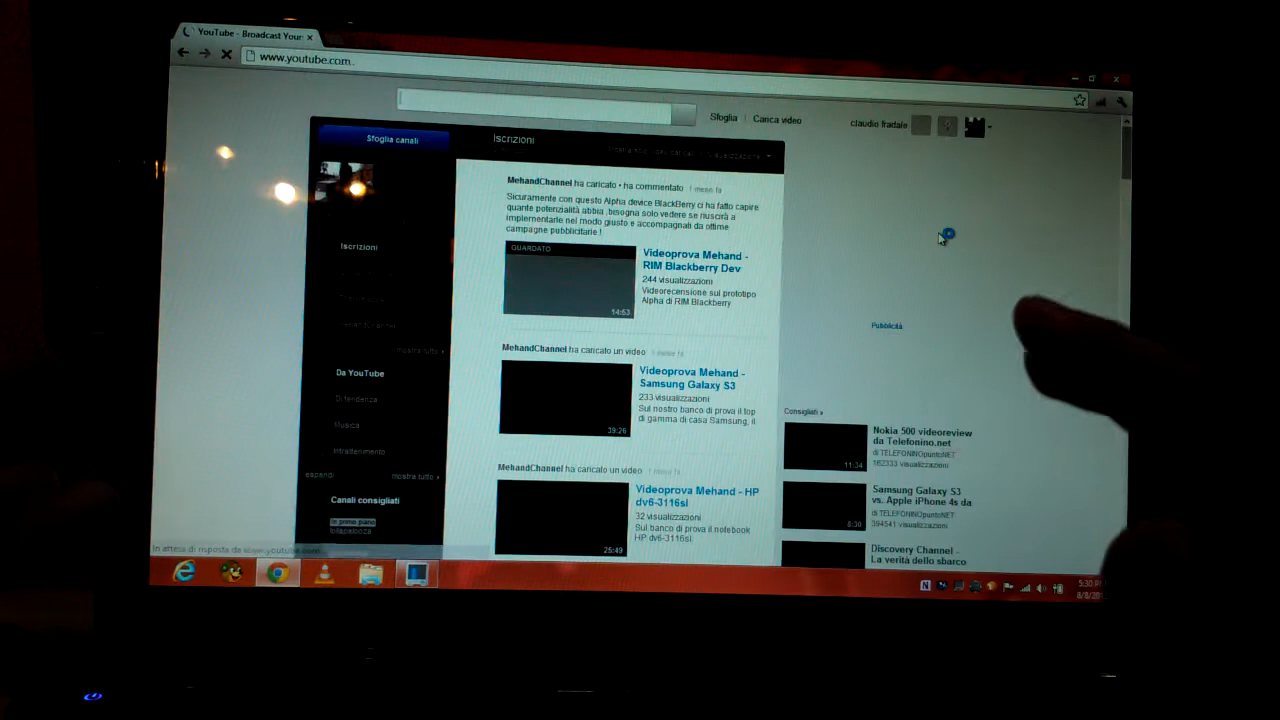 YouTube - Broadcast Your
www.youtube.com
Sfoglia
Carica video
claudio fradale
Sfoglia canali
Iscrizioni
Iscrizioni
mostra tutto
Da YouTube
Di tendenza
Musica
Intrattenimento
espandi
mostra tutto
Canali consigliati
In primo piano
lollapalooza
MehandChannel ha caricato • ha commentato 1 mese fa
Sicuramente con questo Alpha device BlackBerry ci ha fatto capire
quante potenzialità abbia ,bisogna solo vedere se riuscirà a
implementarle nel modo giusto e accompagnati da ottime
campagne pubblicitarie !
GUARDATO
14:53
Videoprova Mehand -
RIM Blackberry Dev
244 visualizzazioni
Videorecensione sul prototipo
Alpha di RIM Blackberry
MehandChannel ha caricato un video 1 mese fa
39:26
Videoprova Mehand -
Samsung Galaxy S3
233 visualizzazioni
Sul nostro banco di prova il top
di gamma di casa Samsung, il
MehandChannel ha caricato un video 1 mese fa
25:49
Videoprova Mehand - HP
dv6-3116sl
32 visualizzazioni
Sul banco di prova il notebook
HP dv6-3116sl.
Pubblicità
Consigliati »
11:34
Nokia 500 videoreview
da Telefonino.net
di TELEFONINOpuntoNET
162333 visualizzazioni
8:30
Samsung Galaxy S3
vs. Apple iPhone 4s da
di TELEFONINOpuntoNET
394541 visualizzazioni
Discovery Channel -
La verità dello sbarco
In attesa di risposta da www.youtube.com...
N
5:30 P
8/8/20